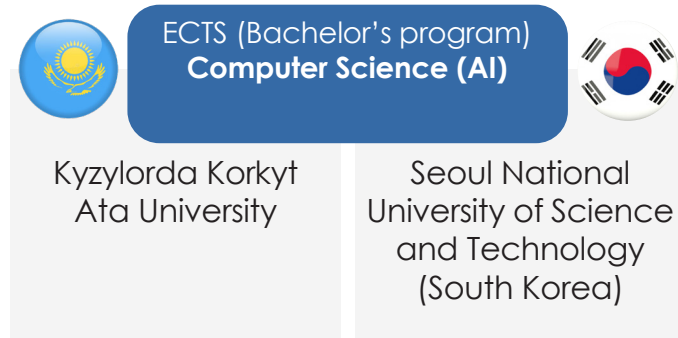 ECTS (Bachelor's program)
Computer Science (AI)
Kyzylorda Korkyt
Ata University
Seoul National
University of Science
and Technology
(South Korea)